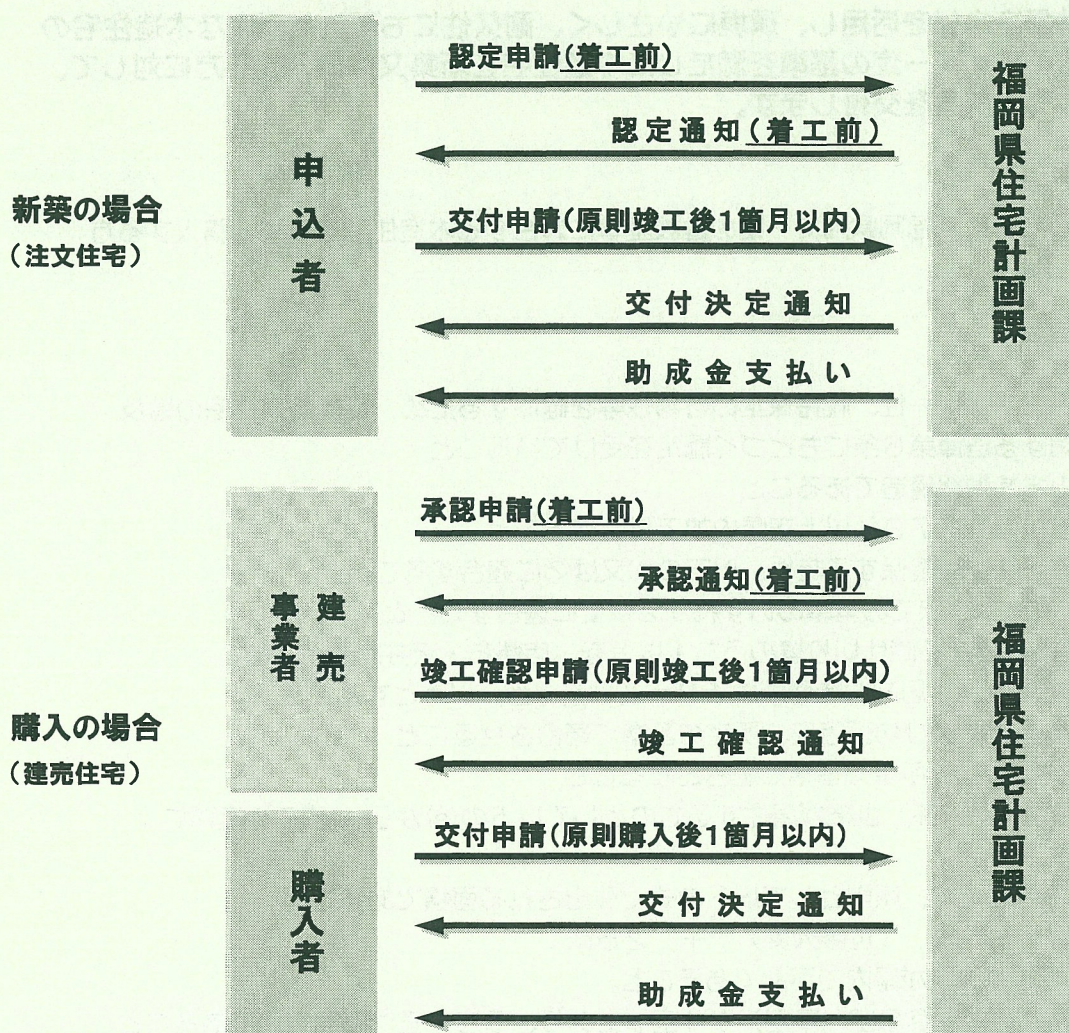 新築の場合
(注文住宅)
申込者
認定申請(着工前)
認定通知(着工前)
交付申請(原則竣工後1箇月以内)
交付決定通知
助成金支払い
福岡県住宅計画課
購入の場合
(建売住宅)
建売
事業者
承認申請(着工前)
承認通知(着工前)
竣工確認申請(原則竣工後1箇月以内)
竣工確認通知
購入者
交付申請(原則購入後1箇月以内)
交付決定通知
助成金支払い
福岡県住宅計画課